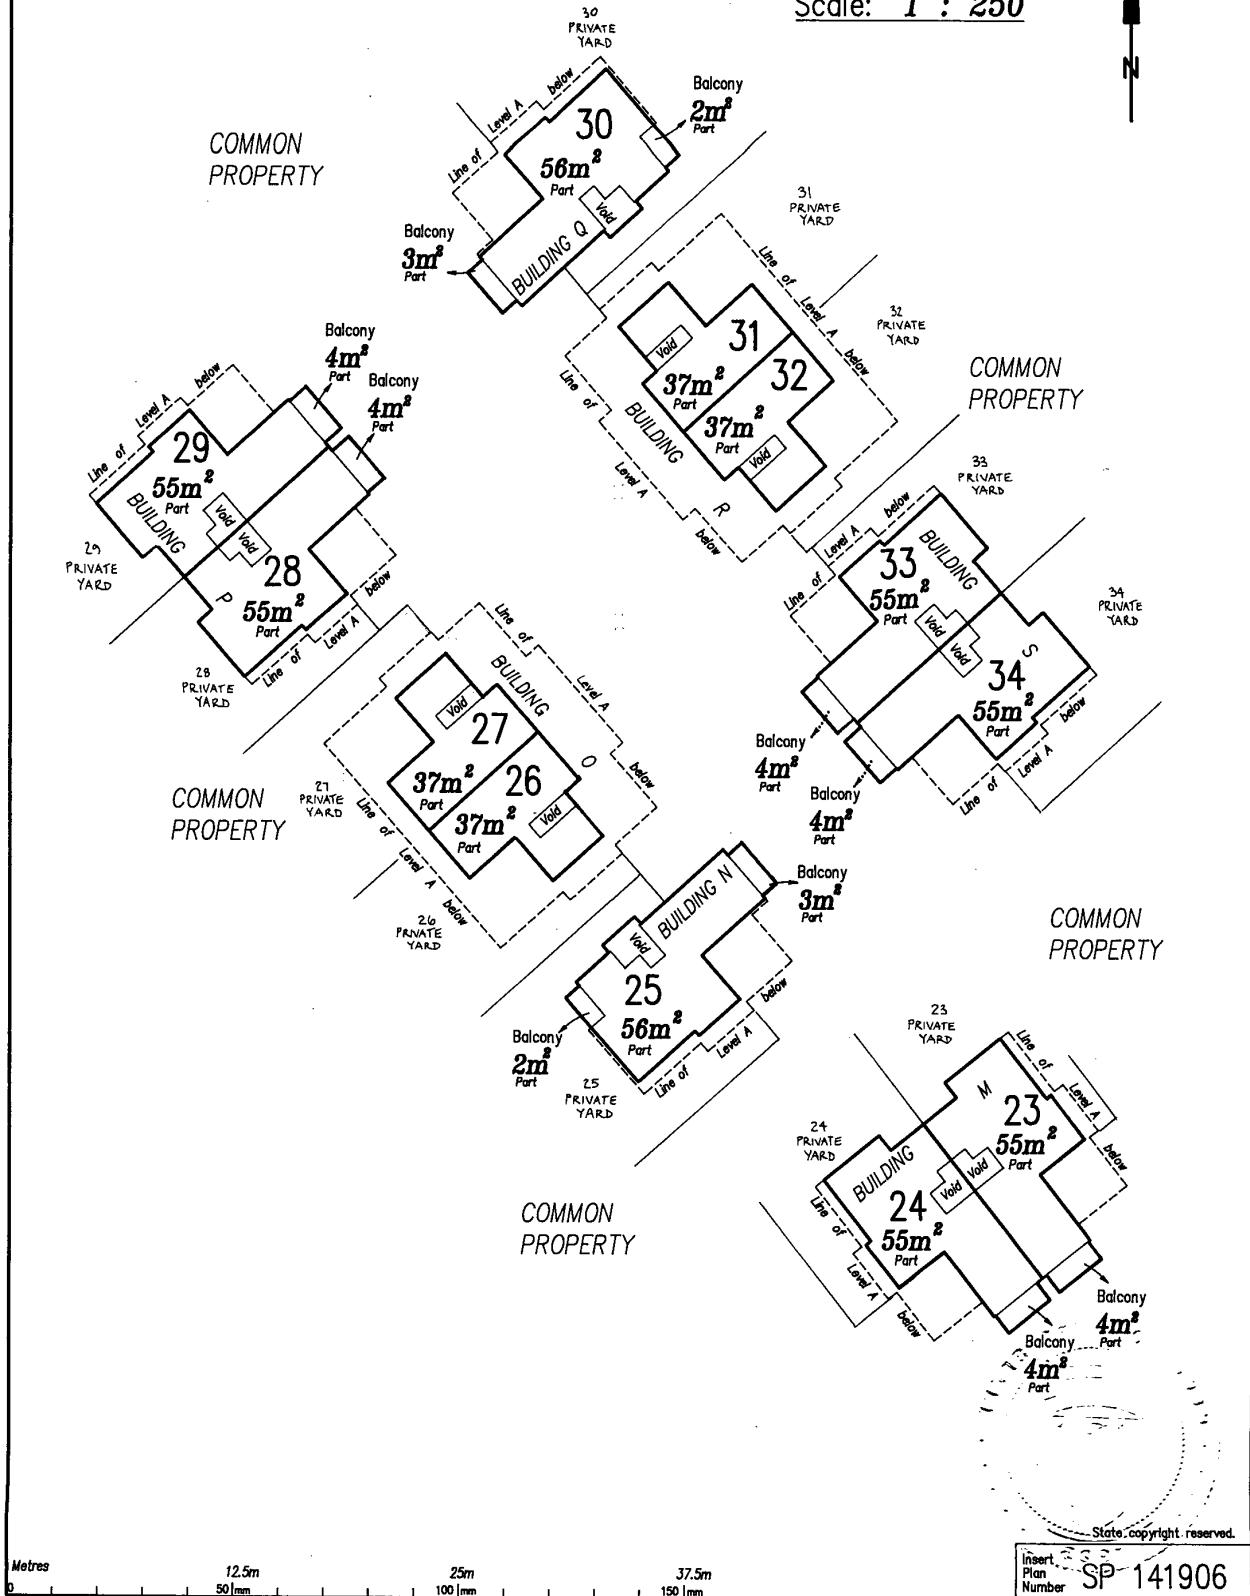 Scale: 1 : 250
N
30
PRIVATE
YARD
Line of Level A below
30
56m²
Part
Void
BUILDING Q
Balcony
2m²
Part
Balcony
3m²
Part
COMMON
PROPERTY
31
PRIVATE
YARD
Line of Level A below
32
PRIVATE
YARD
31
37m²
Part
Void
32
37m²
Part
Void
BUILDING R
Line of Level A below
COMMON
PROPERTY
Balcony
4m²
Part
Balcony
4m²
Part
Line of Level A below
29
55m²
Part
Void
BUILDING P
Void
28
55m²
Part
29
PRIVATE
YARD
28
PRIVATE
YARD
Line of Level A below
33
PRIVATE
YARD
Line of Level A below
33
55m²
Part
Void
BUILDING S
Void
34
55m²
Part
34
PRIVATE
YARD
Line of Level A below
Balcony
4m²
Part
Balcony
4m²
Part
Line of Level A below
BUILDING O
Void
27
37m²
Part
26
37m²
Part
Void
27
PRIVATE
YARD
Line of Level A below
26
PRIVATE
YARD
COMMON
PROPERTY
BUILDING N
Void
Balcony
3m²
Part
25
56m²
Part
Balcony
2m²
Part
25
PRIVATE
YARD
Line of Level A below
COMMON
PROPERTY
23
PRIVATE
YARD
Line of Level A below
24
PRIVATE
YARD
BUILDING M
23
55m²
Part
Void
Void
24
55m²
Part
Line of Level A below
Balcony
4m²
Part
Balcony
4m²
Part
COMMON
PROPERTY
State copyright reserved.
Metres
12.5m
25m
37.5m
0
50 mm
100 mm
150 mm
Insert
Plan
Number
SP 141906